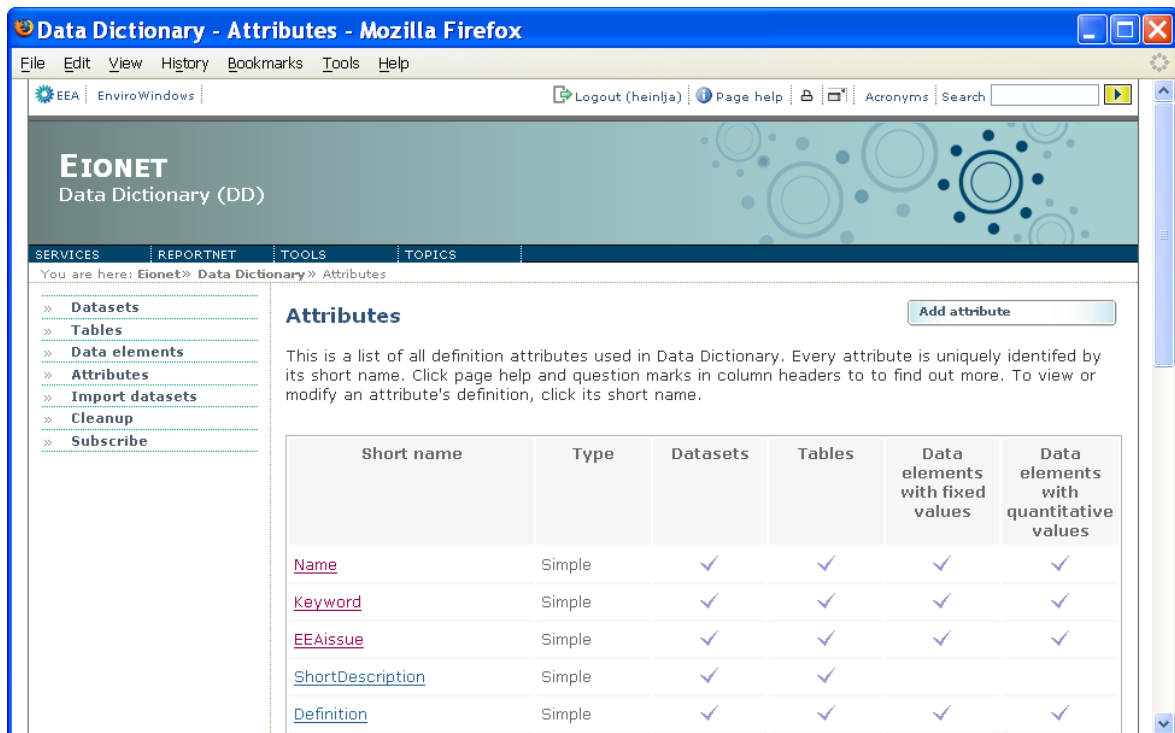 Data Dictionary - Attributes - Mozilla Firefox
File Edit View History Bookmarks Tools Help
EEA EnviroWindows Logout (heinlja) Page help Acronyms Search
EIONET
Data Dictionary (DD)
SERVICES REPORTNET TOOLS TOPICS
You are here: Eionet» Data Dictionary» Attributes
» Datasets
» Tables
» Data elements
» Attributes
» Import datasets
» Cleanup
» Subscribe
Attributes Add attribute
This is a list of all definition attributes used in Data Dictionary. Every attribute is uniquely identifed by
its short name. Click page help and question marks in column headers to to find out more. To view or
modify an attribute's definition, click its short name.
Short name Type Datasets Tables Data elements with fixed values Data elements with quantitative values
Name Simple ✓ ✓ ✓ ✓
Keyword Simple ✓ ✓ ✓ ✓
EEAissue Simple ✓ ✓ ✓ ✓
ShortDescription Simple ✓ ✓
Definition Simple ✓ ✓ ✓ ✓